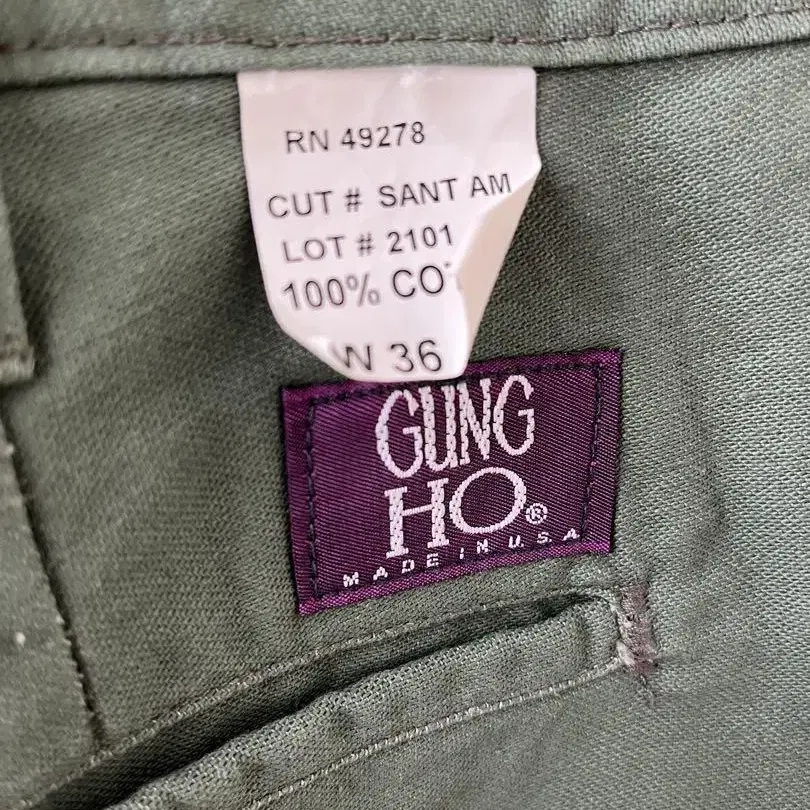 RN 49278
CUT # SANT AM
LOT # 2101
100% CO
W 36
GUNG
HO®
MADE IN U.S.A